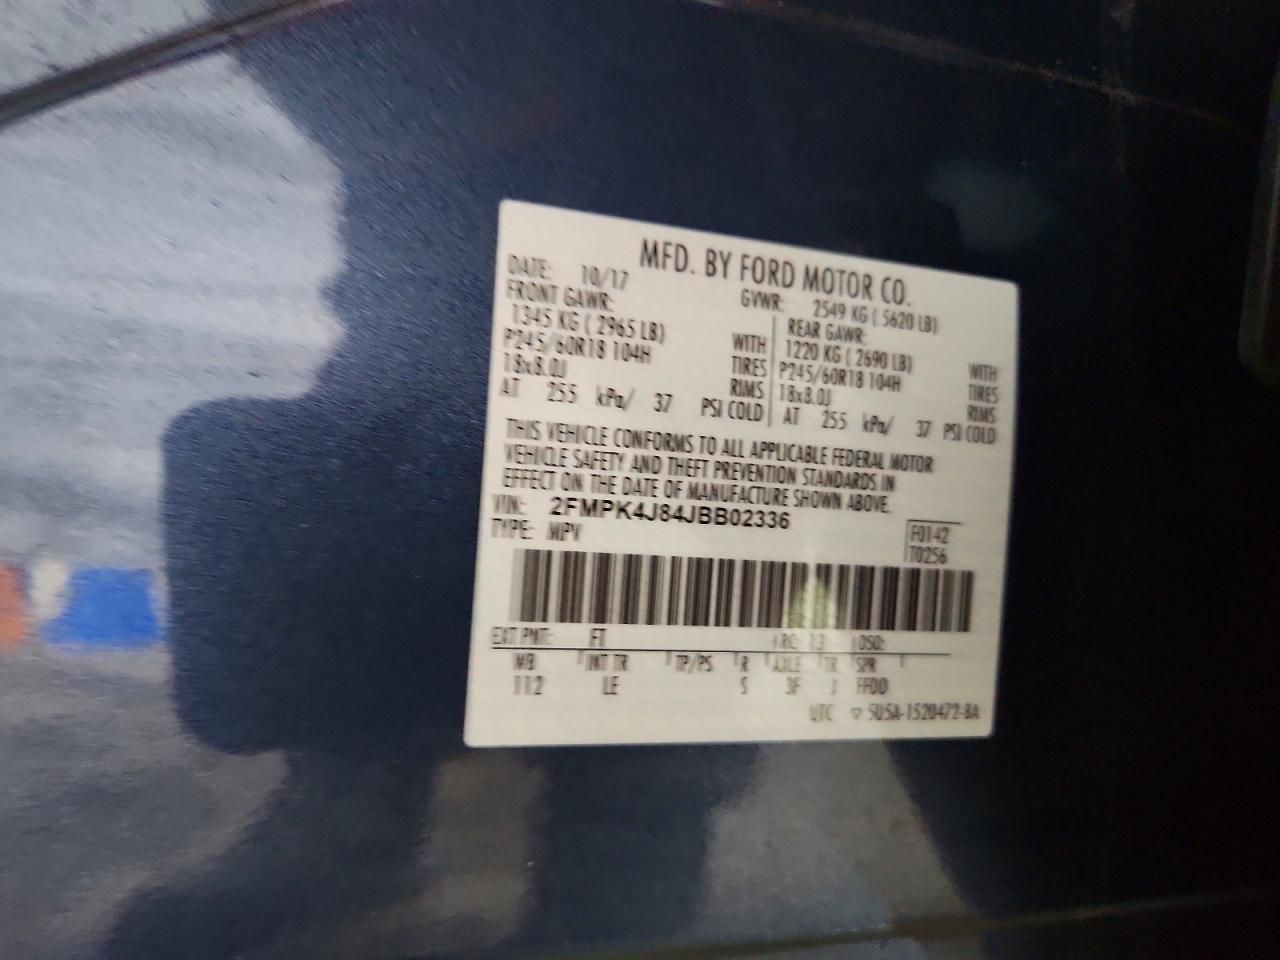 MFD. BY FORD MOTOR CO.
DATE: 10/17 GVWR: 2549 KG ( 5620 LB)
FRONT GAWR: REAR GAWR:
1345 KG ( 2965 LB) WITH 1220 KG ( 2690 LB) WITH
P245/60R18 104H TIRES P245/60R18 104H TIRES
18x8.0J RIMS 18x8.0J RIMS
AT 255 kPa/ 37 PSI COLD AT 255 kPa/ 37 PSI COLD
THIS VEHICLE CONFORMS TO ALL APPLICABLE FEDERAL MOTOR
VEHICLE SAFETY AND THEFT PREVENTION STANDARDS IN
EFFECT ON THE DATE OF MANUFACTURE SHOWN ABOVE.
VIN: 2FMPK4J84JBB02336
TYPE: MPV F0142
T0256
EXT PNT: FT RC: 13 DSO:
WB INT TR TP/PS R AXLE TR SPR
112 LE S 3F J FFDD
UTC ▽ 5U5A-1520472-BA